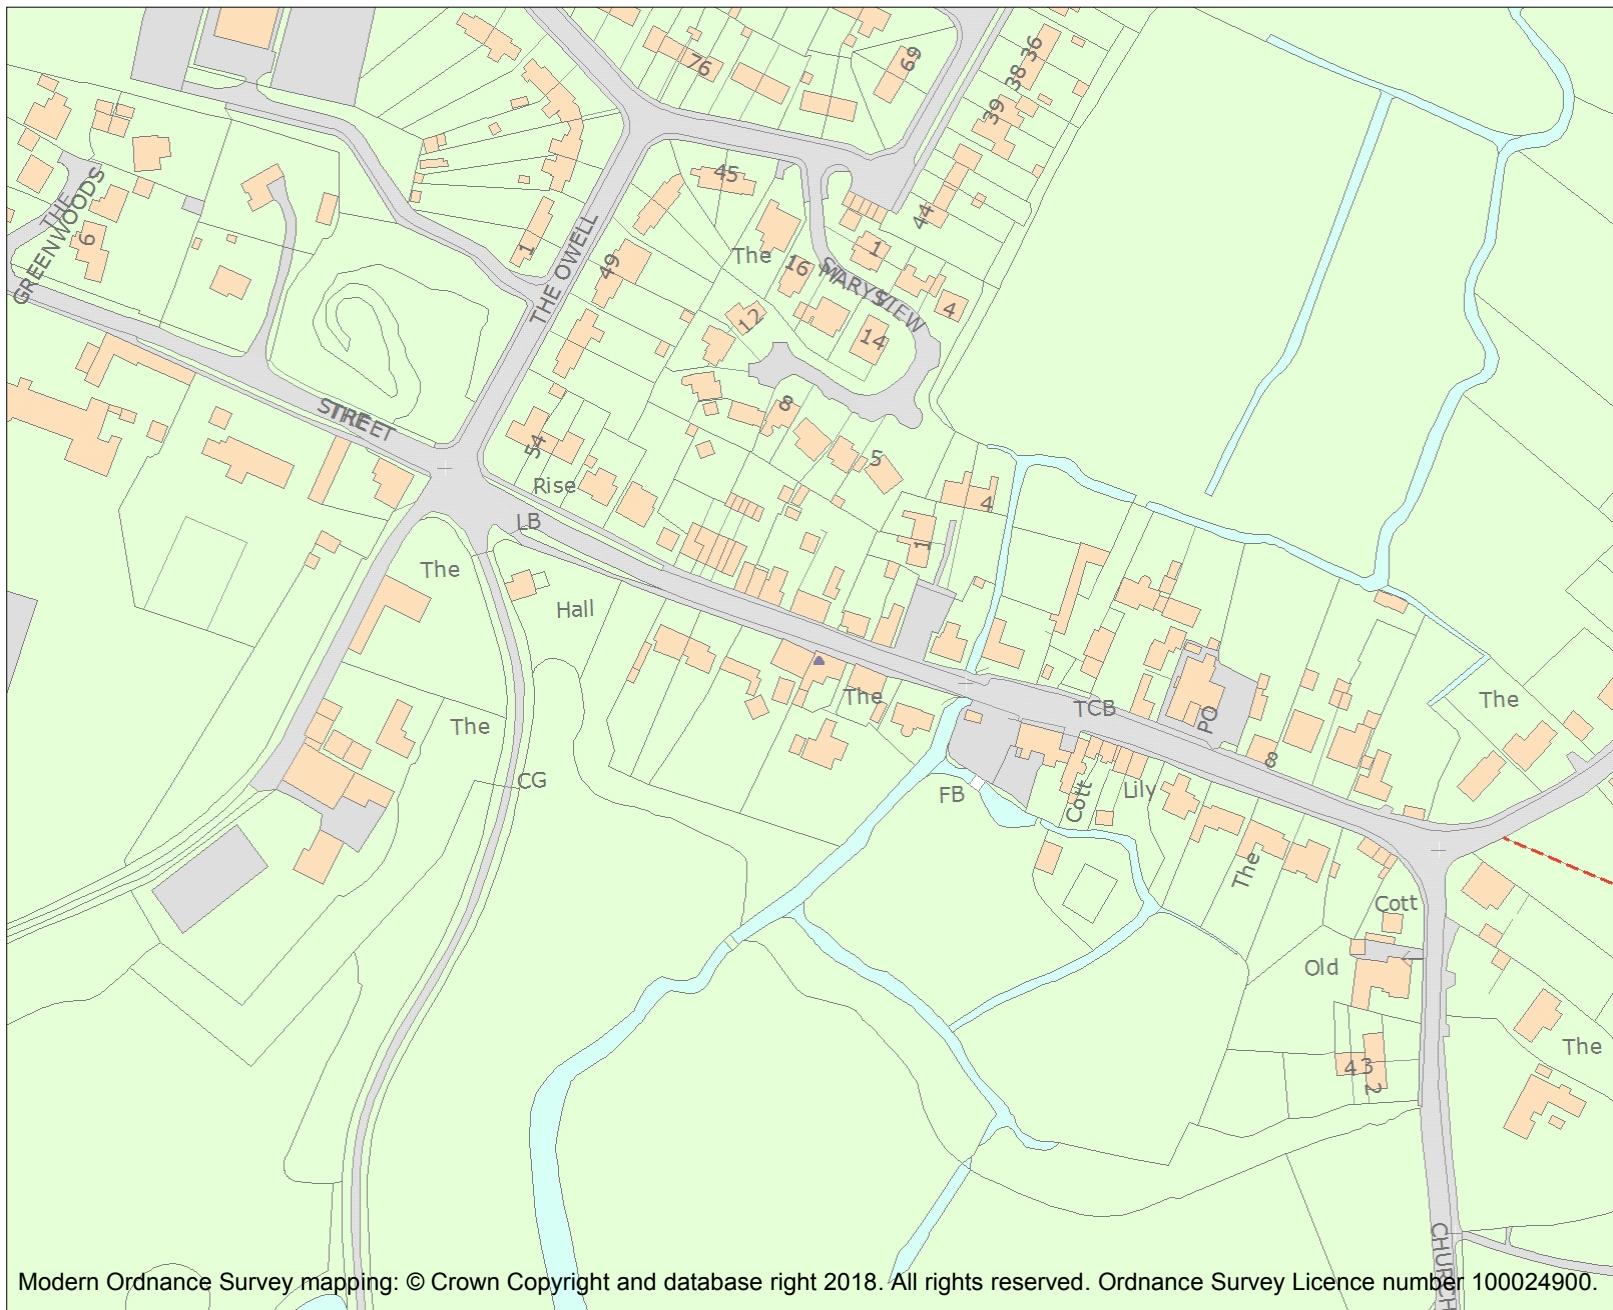 76
69
38 36
39
45
44
THE
GREENWOODS
6
1
THE OWELL
49
The
16
1
ST MARYS VIEW
4
12
14
THE STREET
54
8
5
Rise
LB
4
1
The
Hall
The
The
The
TCB
PO
8
CG
FB
Cott
Lily
The
Cott
Old
43
2
The
CHURCH
Modern Ordnance Survey mapping: © Crown Copyright and database right 2018. All rights reserved. Ordnance Survey Licence number 100024900.